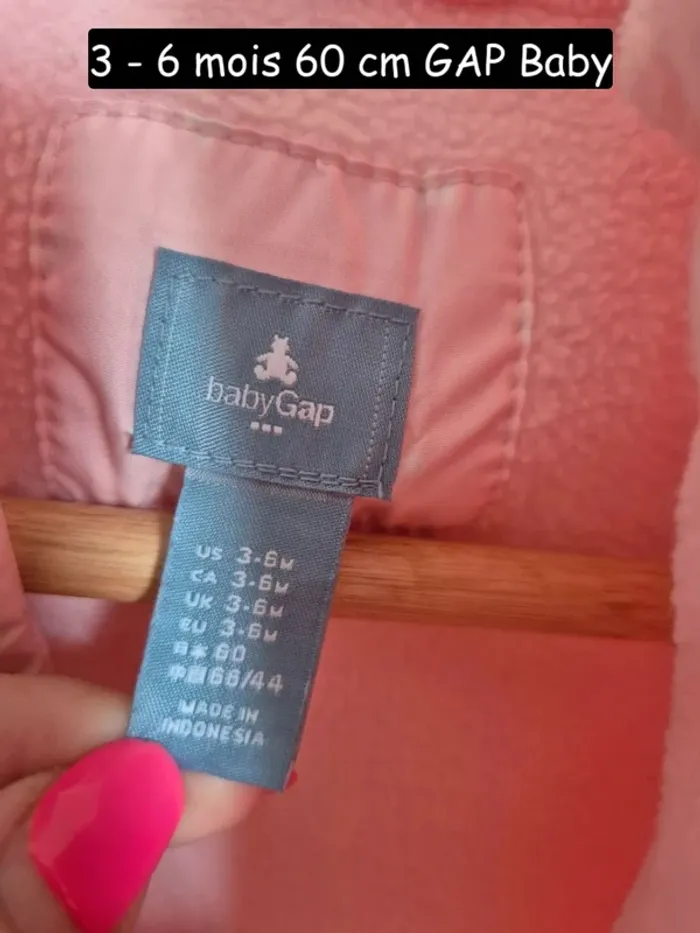 3 - 6 mois 60 cm GAP Baby
babyGap
US 3-6M
CA 3-6M
UK 3-6M
EU 3-6M
日本 60
中国 66/44
MADE IN
INDONESIA